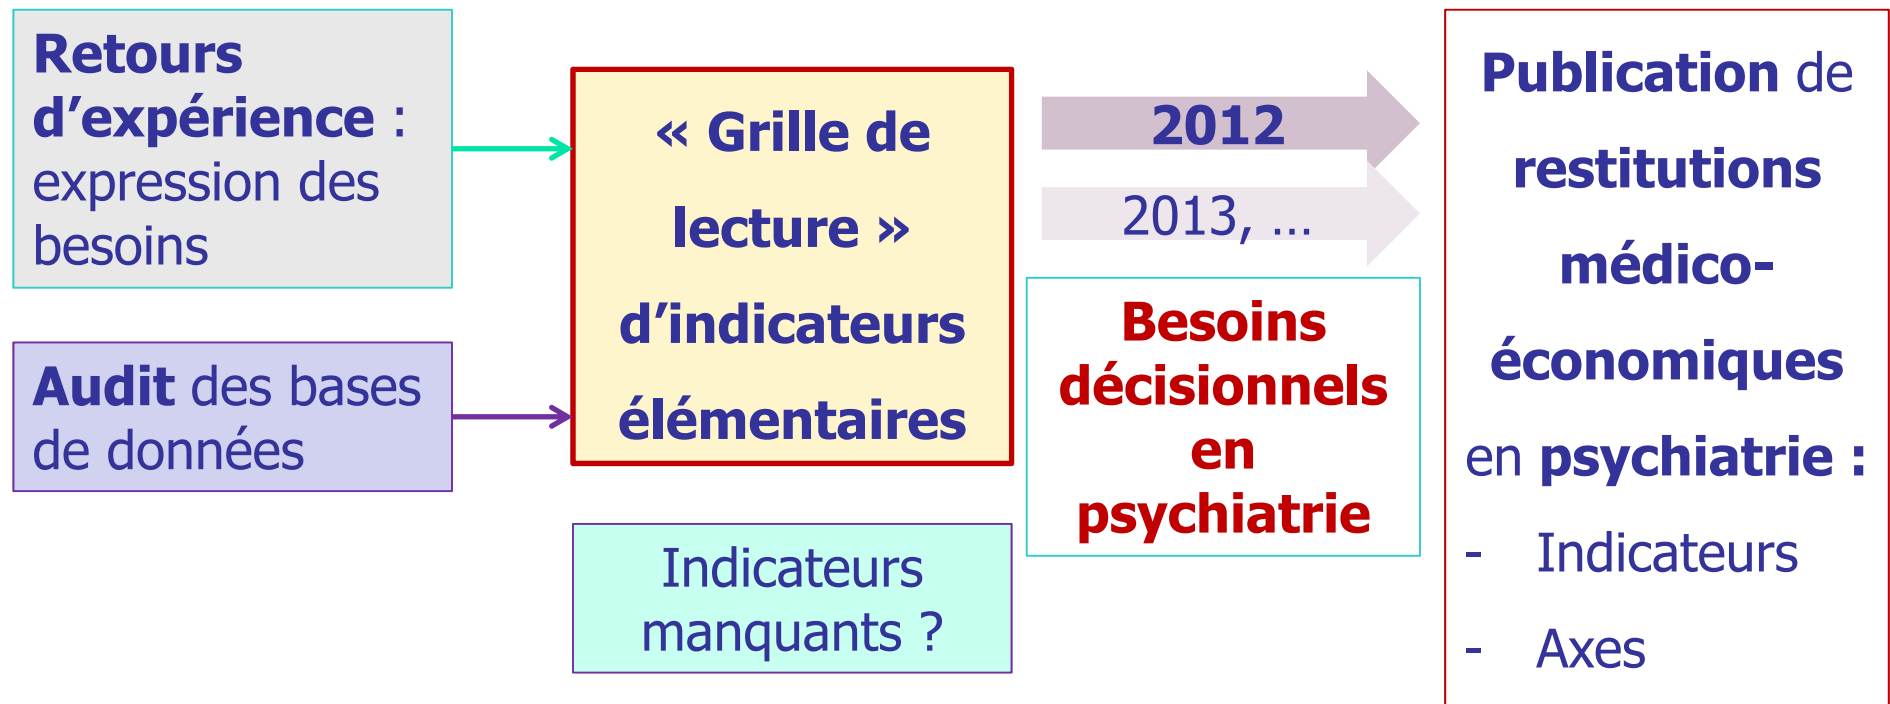 Retours
d’expérience :
expression des
besoins
Audit des bases
de données
« Grille de
lecture »
d’indicateurs
élémentaires
Indicateurs
manquants ?
2012
2013, …
Besoins
décisionnels
en
psychiatrie
Publication de
restitutions
médico-
économiques
en psychiatrie :
- Indicateurs
- Axes